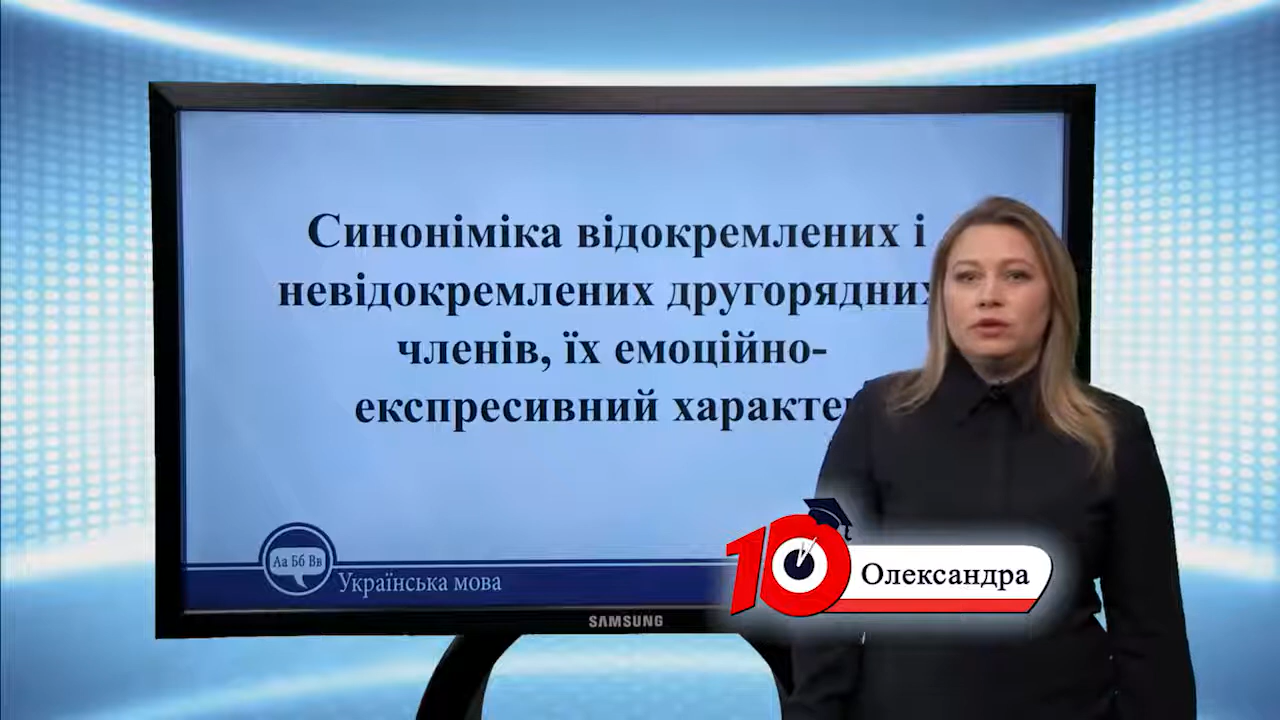 Синоніміка відокремлених і
невідокремлених другорядних
членів, їх емоційно-
експресивний характер
Аа Бб Вв
Українська мова
SAMSUNG
10
Олександра